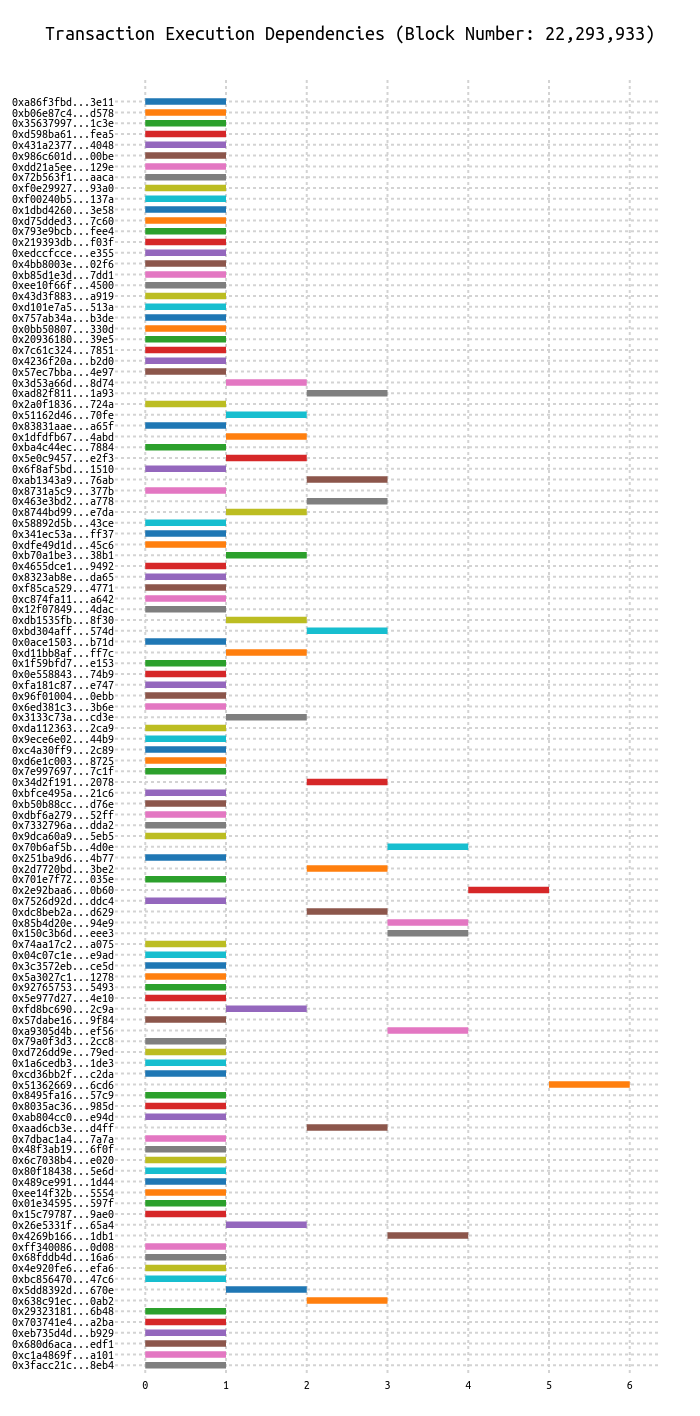 Transaction Execution Dependencies (Block Number: 22,293,933)
0xa86f3fbd...3e11
0xb06e87c4...d578
0x35637997...1c3e
0xd598ba61...fea5
0x431a2377...4048
0x986c601d...00be
0xdd21a5ee...129e
0x72b563f1...aaca
0xf0e29927...93a0
0xf00240b5...137a
0x1dbd4260...3e58
0xd75dded3...7c60
0x793e9bcb...fee4
0x219393db...f03f
0xedccfcce...e355
0x4bb8003e...02f6
0xb85d1e3d...7dd1
0xee10f66f...4500
0x43d3f883...a919
0xd101e7a5...513a
0x757ab34a...b3de
0x0bb50807...330d
0x20936180...39e5
0x7c61c324...7851
0x4236f20a...b2d0
0x57ec7bba...4e97
0x3d53a66d...8d74
0xad82f811...1a93
0x2a0f1836...724a
0x51162d46...70fe
0x83831aae...a65f
0x1dfdfb67...4abd
0xba4c44ec...7884
0x5e0c9457...e2f3
0x6f8af5bd...1510
0xab1343a9...76ab
0x8731a5c9...377b
0x463e3bd2...a778
0x8744bd99...e7da
0x58892d5b...43ce
0x341ec53a...ff37
0xdfe49d1d...45c6
0xb70a1be3...38b1
0x4655dce1...9492
0x8323ab8e...da65
0xf85ca529...4771
0xc874fa11...a642
0x12f07849...4dac
0xdb1535fb...8f30
0xbd304aff...574d
0x0ace1503...b71d
0xd11bb8af...ff7c
0x1f59bfd7...e153
0x0e558843...74b9
0xfa181c87...e747
0x96f01004...0ebb
0x6ed381c3...3b6e
0x3133c73a...cd3e
0xda112363...2ca9
0x9ece6e02...44b9
0xc4a30ff9...2c89
0xd6e1c003...8725
0x7e997697...7c1f
0x34d2f191...2078
0xbfce495a...21c6
0xb50b88cc...d76e
0xdbf6a279...52ff
0x7332796a...dda2
0x9dca60a9...5eb5
0x70b6af5b...4d0e
0x251ba9d6...4b77
0x2d7720bd...3be2
0x701e7f72...035e
0x2e92baa6...0b60
0x7526d92d...ddc4
0xdc8beb2a...d629
0x85b4d20e...94e9
0x150c3b6d...eee3
0x74aa17c2...a075
0x04c07c1e...e9ad
0x3c3572eb...ce5d
0x5a3027c1...1278
0x92765753...5493
0x5e977d27...4e10
0xfd8bc690...2c9a
0x57dabe16...9f84
0xa9305d4b...ef56
0x79a0f3d3...2cc8
0xd726dd9e...79ed
0x1a6cedb3...1de3
0xcd36bb2f...c2da
0x51362669...6cd6
0x8495fa16...57c9
0x8035ac36...985d
0xab804cc0...e94d
0xaad6cb3e...d4ff
0x7dbac1a4...7a7a
0x48f3ab19...6f0f
0x6c7038b4...e020
0x80f18438...5e6d
0x489ce991...1d44
0xee14f32b...5554
0x01e34595...597f
0x15c79787...9ae0
0x26e5331f...65a4
0x4269b166...1db1
0xff340086...0d08
0x68fddb4d...16a6
0x4e920fe6...efa6
0xbc856470...47c6
0x5dd8392d...670e
0x638c91ec...0ab2
0x29323181...6b48
0x703741e4...a2ba
0xeb735d4d...b929
0x680d6aca...edf1
0xc1a4869f...a101
0x3facc21c...8eb4
0 1 2 3 4 5 6